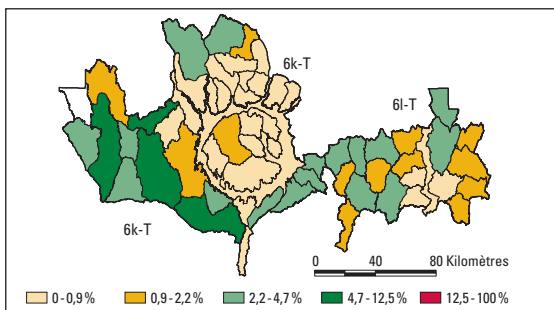 6k-T
6l-T
6k-T
0 40 80 Kilomètres
0 - 0,9 % 0,9 - 2,2 % 2,2 - 4,7 % 4,7 - 12,5 % 12,5 - 100 %